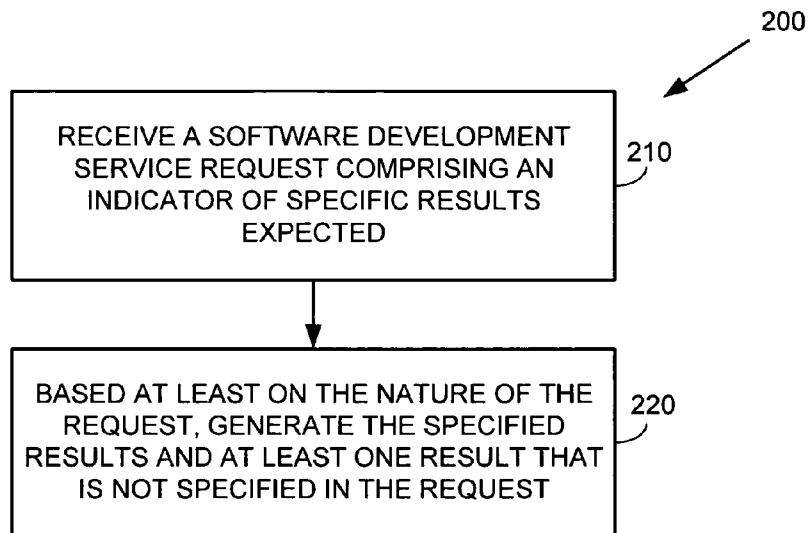 200
RECEIVE A SOFTWARE DEVELOPMENT
SERVICE REQUEST COMPRISING AN
INDICATOR OF SPECIFIC RESULTS
EXPECTED
210
BASED AT LEAST ON THE NATURE OF THE
REQUEST, GENERATE THE SPECIFIED
RESULTS AND AT LEAST ONE RESULT THAT
IS NOT SPECIFIED IN THE REQUEST
220